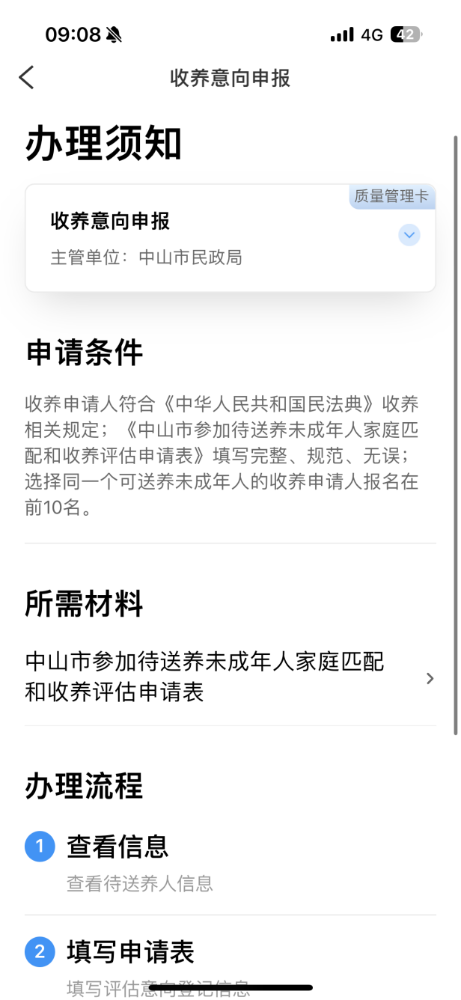 09:08
4G
42
收养意向申报
办理须知
质量管理卡
收养意向申报
主管单位：中山市民政局
申请条件
收养申请人符合《中华人民共和国民法典》收养
相关规定；《中山市参加待送养未成年人家庭匹
配和收养评估申请表》填写完整、规范、无误；
选择同一个可送养未成年人的收养申请人报名在
前10名。
所需材料
中山市参加待送养未成年人家庭匹配
和收养评估申请表
办理流程
1 查看信息
查看待送养人信息
2 填写申请表
填写评估意向登记信息